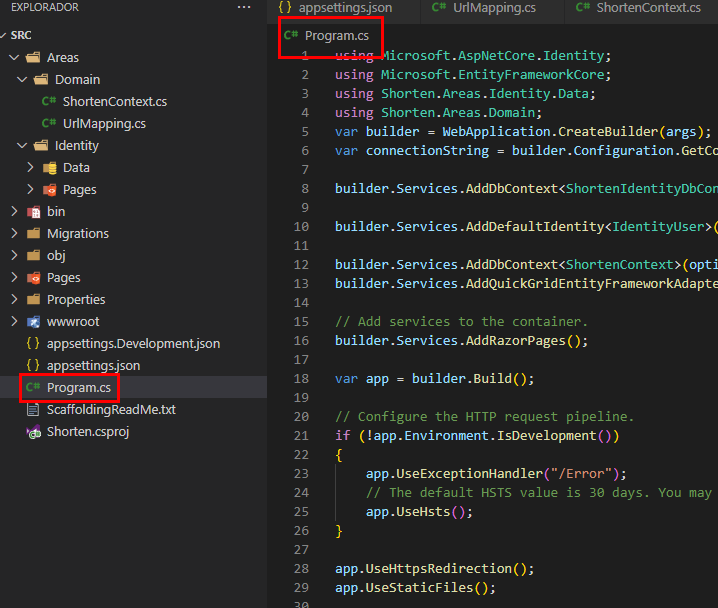 EXPLORADOR ···
SRC
Areas
Domain
C# ShortenContext.cs
C# UrlMapping.cs
Identity
Data
Pages
bin
Migrations
obj
Pages
Properties
wwwroot
{ } appsettings.Development.json
{ } appsettings.json
C# Program.cs
ScaffoldingReadMe.txt
Shorten.csproj
{ } appsettings.json C# UrlMapping.cs C# ShortenContext.cs
C# Program.cs
1 using Microsoft.AspNetCore.Identity;
2 using Microsoft.EntityFrameworkCore;
3 using Shorten.Areas.Identity.Data;
4 using Shorten.Areas.Domain;
5 var builder = WebApplication.CreateBuilder(args);
6 var connectionString = builder.Configuration.GetCo
7
8 builder.Services.AddDbContext<ShortenIdentityDbCon
9
10 builder.Services.AddDefaultIdentity<IdentityUser>(
11
12 builder.Services.AddDbContext<ShortenContext>(opti
13 builder.Services.AddQuickGridEntityFrameworkAdapte
14
15 // Add services to the container.
16 builder.Services.AddRazorPages();
17
18 var app = builder.Build();
19
20 // Configure the HTTP request pipeline.
21 if (!app.Environment.IsDevelopment())
22 {
23 app.UseExceptionHandler("/Error");
24 // The default HSTS value is 30 days. You may
25 app.UseHsts();
26 }
27
28 app.UseHttpsRedirection();
29 app.UseStaticFiles();
30